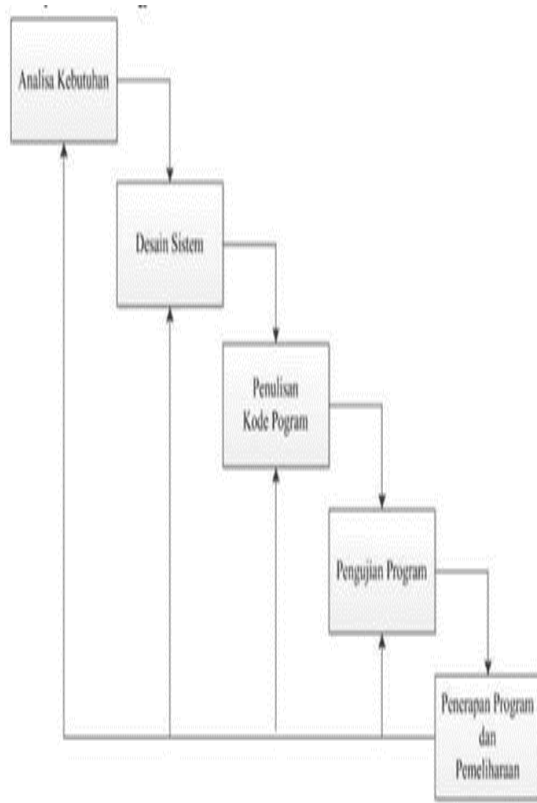 Analisa Kebutuhan
Desain Sistem
Penulisan
Kode Pogram
Pengujian Program
Penerapan Program
dan
Pemeliharaan